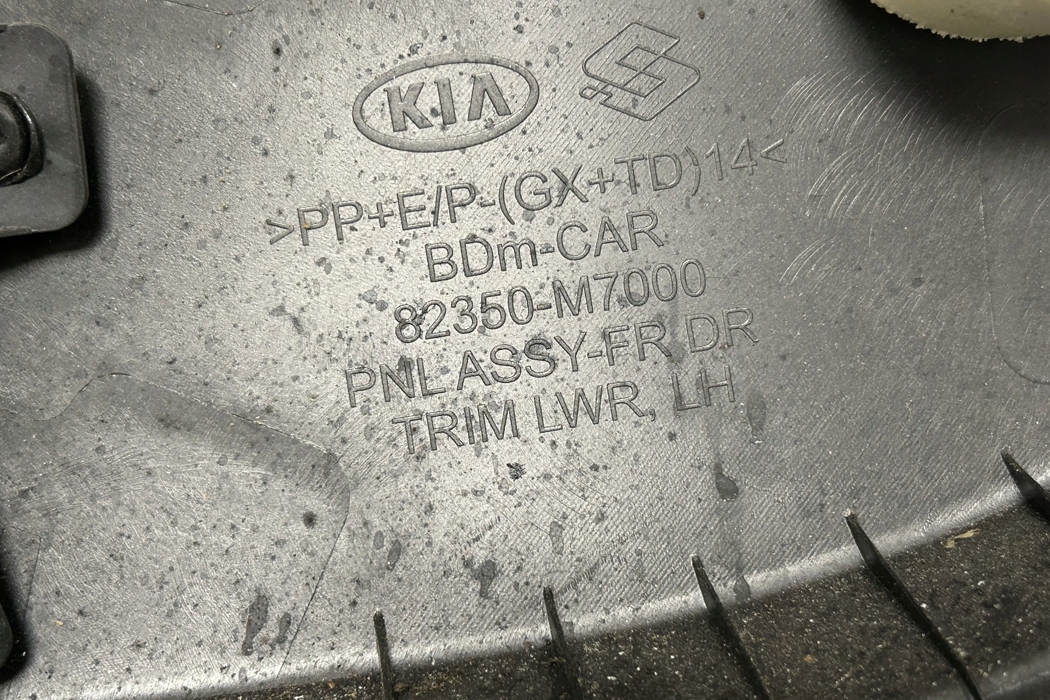 KIA
>PP+E/P-(GX+TD)14<
BDm-CAR
82350-M7000
PNL ASSY-FR DR
TRIM LWR, LH